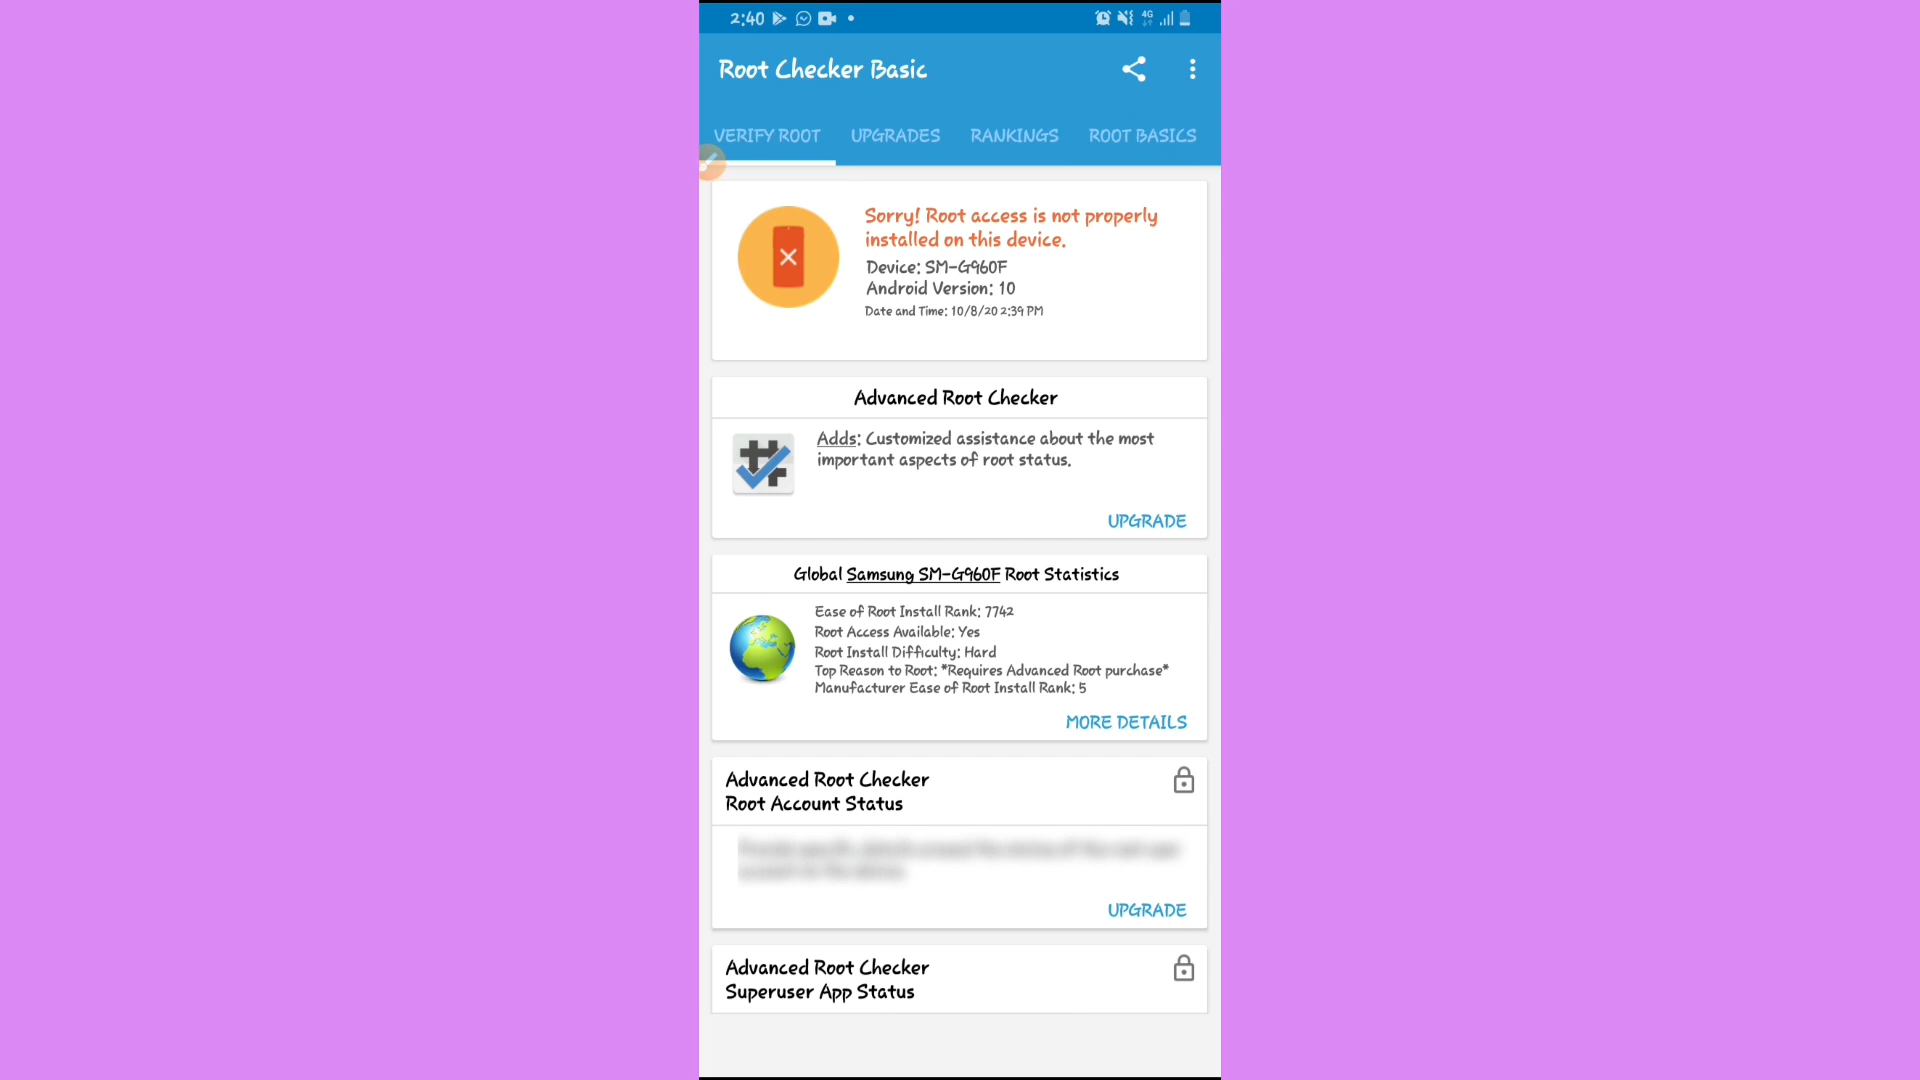 2:40
4G
Root Checker Basic
VERIFY ROOT UPGRADES RANKINGS ROOT BASICS
Sorry! Root access is not properly
installed on this device.
Device: SM-G960F
Android Version: 10
Date and Time: 10/8/20 2:39 PM
Advanced Root Checker
Adds: Customized assistance about the most
important aspects of root status.
UPGRADE
Global Samsung SM-G960F Root Statistics
Ease of Root Install Rank: 7742
Root Access Available: Yes
Root Install Difficulty: Hard
Top Reason to Root: *Requires Advanced Root purchase*
Manufacturer Ease of Root Install Rank: 5
MORE DETAILS
Advanced Root Checker
Root Account Status
UPGRADE
Advanced Root Checker
Superuser App Status